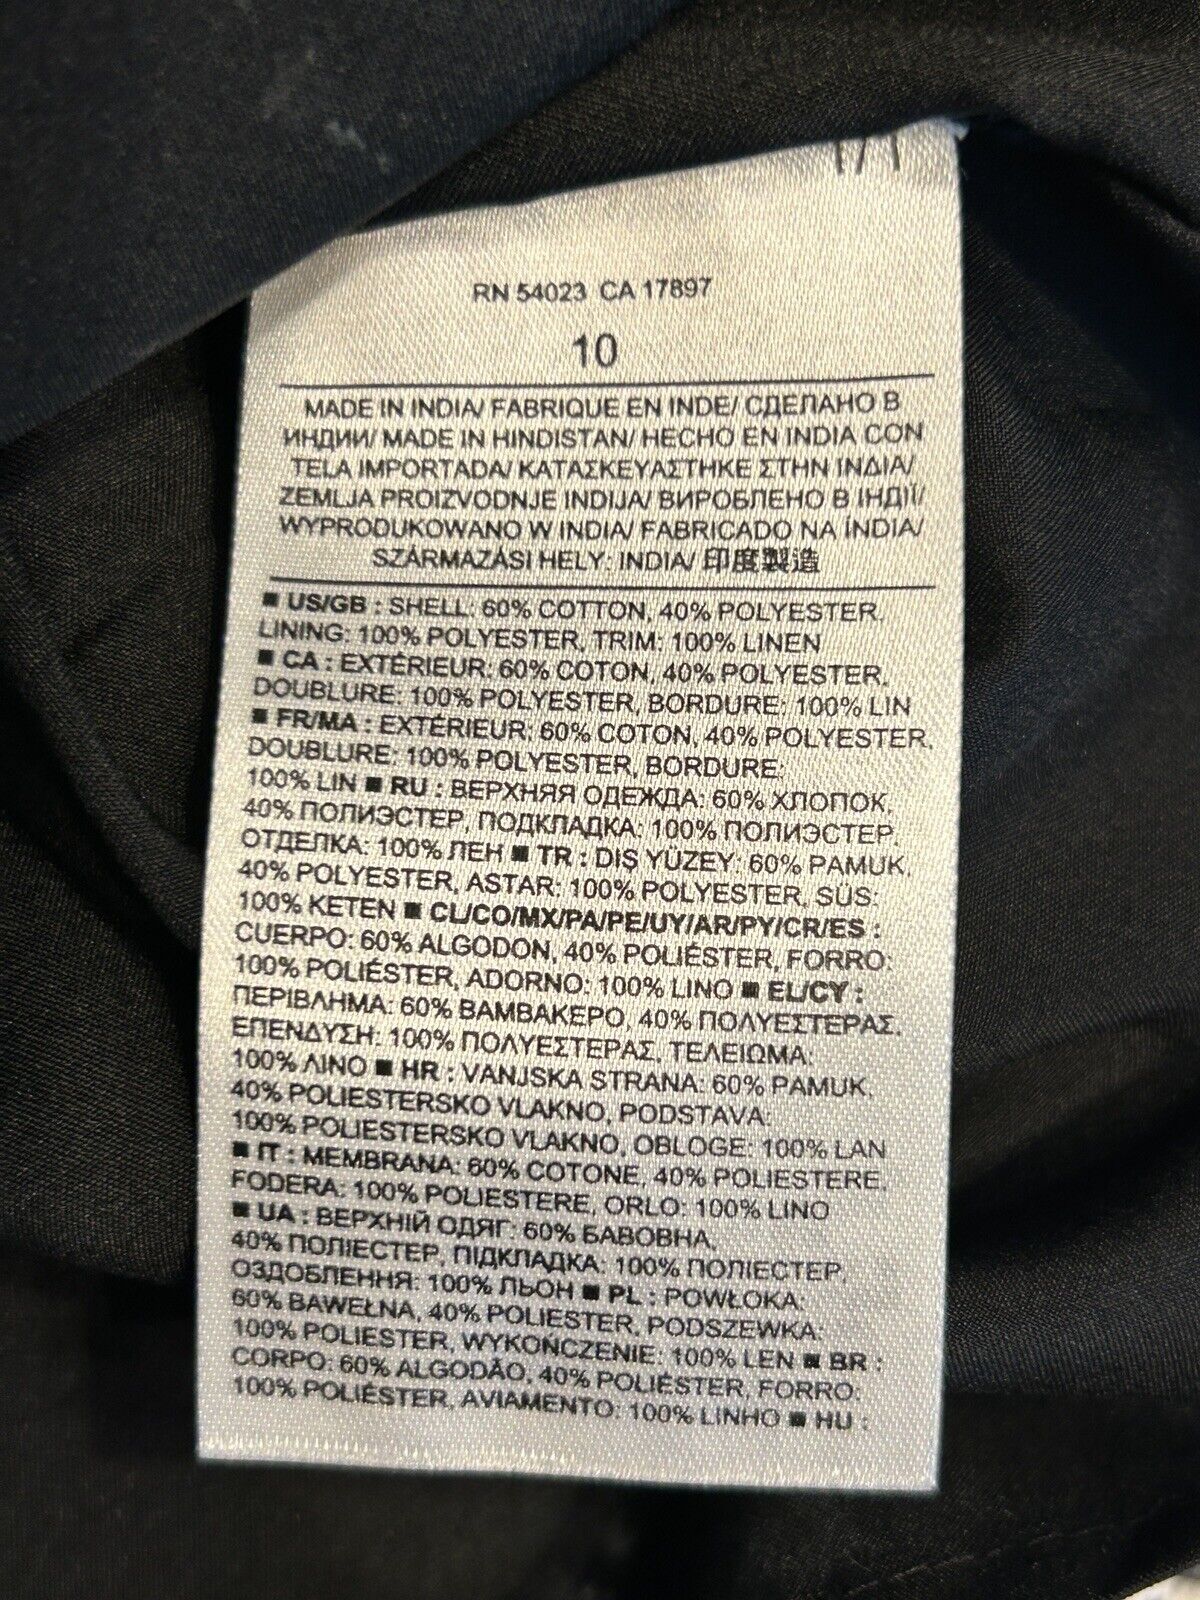 RN 54023 CA 17897
10
MADE IN INDIA/ FABRIQUE EN INDE/ СДЕЛАНО В
ИНДИИ/ MADE IN HINDISTAN/ HECHO EN INDIA CON
TELA IMPORTADA/ ΚΑΤΑΣΚΕΥΑΣΤΗΚΕ ΣΤΗΝ ΙΝΔΙΑ/
ZEMLJA PROIZVODNJE INDIJA/ ВИРОБЛЕНО В ІНДІЇ/
WYPRODUKOWANO W INDIA/ FABRICADO NA ÍNDIA/
SZÁRMAZÁSI HELY: INDIA/ 印度製造
■ US/GB : SHELL: 60% COTTON, 40% POLYESTER,
LINING: 100% POLYESTER, TRIM: 100% LINEN
■ CA : EXTÉRIEUR: 60% COTON, 40% POLYESTER,
DOUBLURE: 100% POLYESTER, BORDURE: 100% LIN
■ FR/MA : EXTÉRIEUR: 60% COTON, 40% POLYESTER,
DOUBLURE: 100% POLYESTER, BORDURE:
100% LIN ■ RU : ВЕРХНЯЯ ОДЕЖДА: 60% ХЛОПОК,
40% ПОЛИЭСТЕР, ПОДКЛАДКА: 100% ПОЛИЭСТЕР,
ОТДЕЛКА: 100% ЛЕН ■ TR : DIŞ YÜZEY: 60% PAMUK,
40% POLYESTER, ASTAR: 100% POLYESTER, SÜS:
100% KETEN ■ CL/CO/MX/PA/PE/UY/AR/PY/CR/ES :
CUERPO: 60% ALGODON, 40% POLIÉSTER, FORRO:
100% POLIÉSTER, ADORNO: 100% LINO ■ EL/CY :
ΠΕΡΙΒΛΗΜΑ: 60% ΒΑΜΒΑΚΕΡΟ, 40% ΠΟΛΥΕΣΤΕΡΑΣ,
ΕΠΕΝΔΥΣΗ: 100% ΠΟΛΥΕΣΤΕΡΑΣ, ΤΕΛΕΙΩΜΑ:
100% ΛΙΝΟ ■ HR : VANJSKA STRANA: 60% PAMUK,
40% POLIESTERSKO VLAKNO, PODSTAVA:
100% POLIESTERSKO VLAKNO, OBLOGE: 100% LAN
■ IT : MEMBRANA: 60% COTONE, 40% POLIESTERE,
FODERA: 100% POLIESTERE, ORLO: 100% LINO
■ UA : ВЕРХНІЙ ОДЯГ: 60% БАВОВНА,
40% ПОЛІЕСТЕР, ПІДКЛАДКА: 100% ПОЛІЕСТЕР,
ОЗДОБЛЕННЯ: 100% ЛЬОН ■ PL : POWŁOKA:
60% BAWEŁNA, 40% POLIESTER, PODSZEWKA:
100% POLIESTER, WYKOŃCZENIE: 100% LEN ■ BR :
CORPO: 60% ALGODÃO, 40% POLIÉSTER, FORRO:
100% POLIÉSTER, AVIAMENTO: 100% LINHO ■ HU :